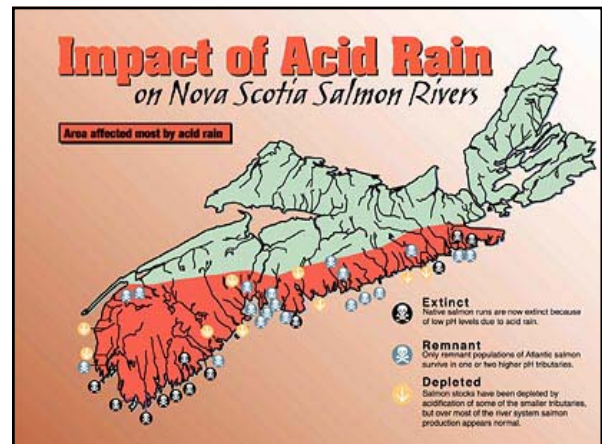 Impact of Acid Rain
on Nova Scotia Salmon Rivers
Area affected most by acid rain
Extinct
Native salmon runs are now extinct because
of low pH levels due to acid rain.
Remnant
Only remnant populations of Atlantic salmon
survive in one or two higher pH tributaries.
Depleted
Salmon stocks have been depleted by
acidification of some of the smaller tributaries,
but over most of the river system salmon
production appears normal.